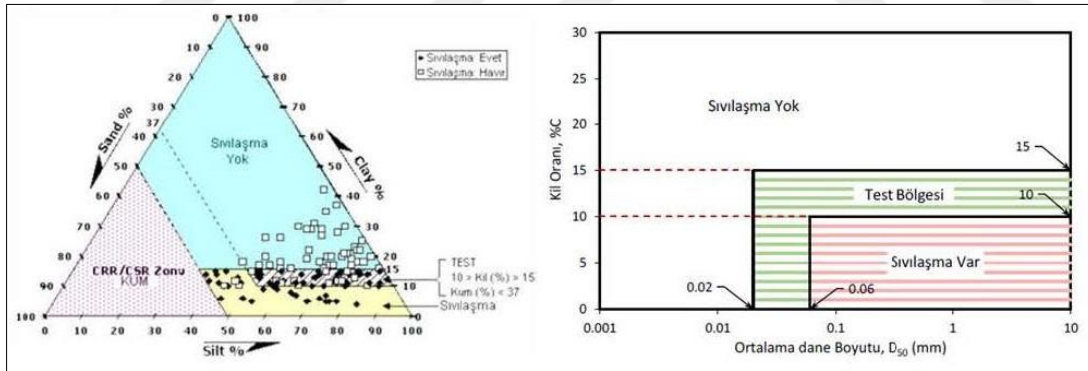 0 100
10 90
20 80
30 70
37
40 60
50 50
60 40
70 30
80 20
15
90 10
100 0
0 10 20 30 40 50 60 70 80 90 100
Sand %
Clay %
Silt %
Sıvılaşma Evet
Sıvılaşma Hayır
Sıvılaşma
Yok
CRR/CSR Zonu
KUM
TEST
10 > Kil (%) > 15
Kum (%) < 37
Sıvılaşma
30
25
20
15
10
5
0
Kil Oranı, %C
Sıvılaşma Yok
15
Test Bölgesi
10
Sıvılaşma Var
0.02
0.06
0.001 0.01 0.1 1 10
Ortalama dane Boyutu, D50 (mm)